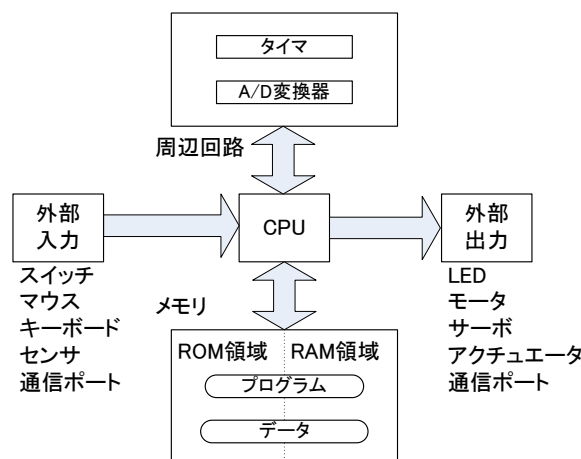 タイマ
A/D変換器
周辺回路
外部
入力
CPU
外部
出力
スイッチ
マウス
キーボード
センサ
通信ポート
LED
モータ
サーボ
アクチュエータ
通信ポート
メモリ
ROM領域
RAM領域
プログラム
データ